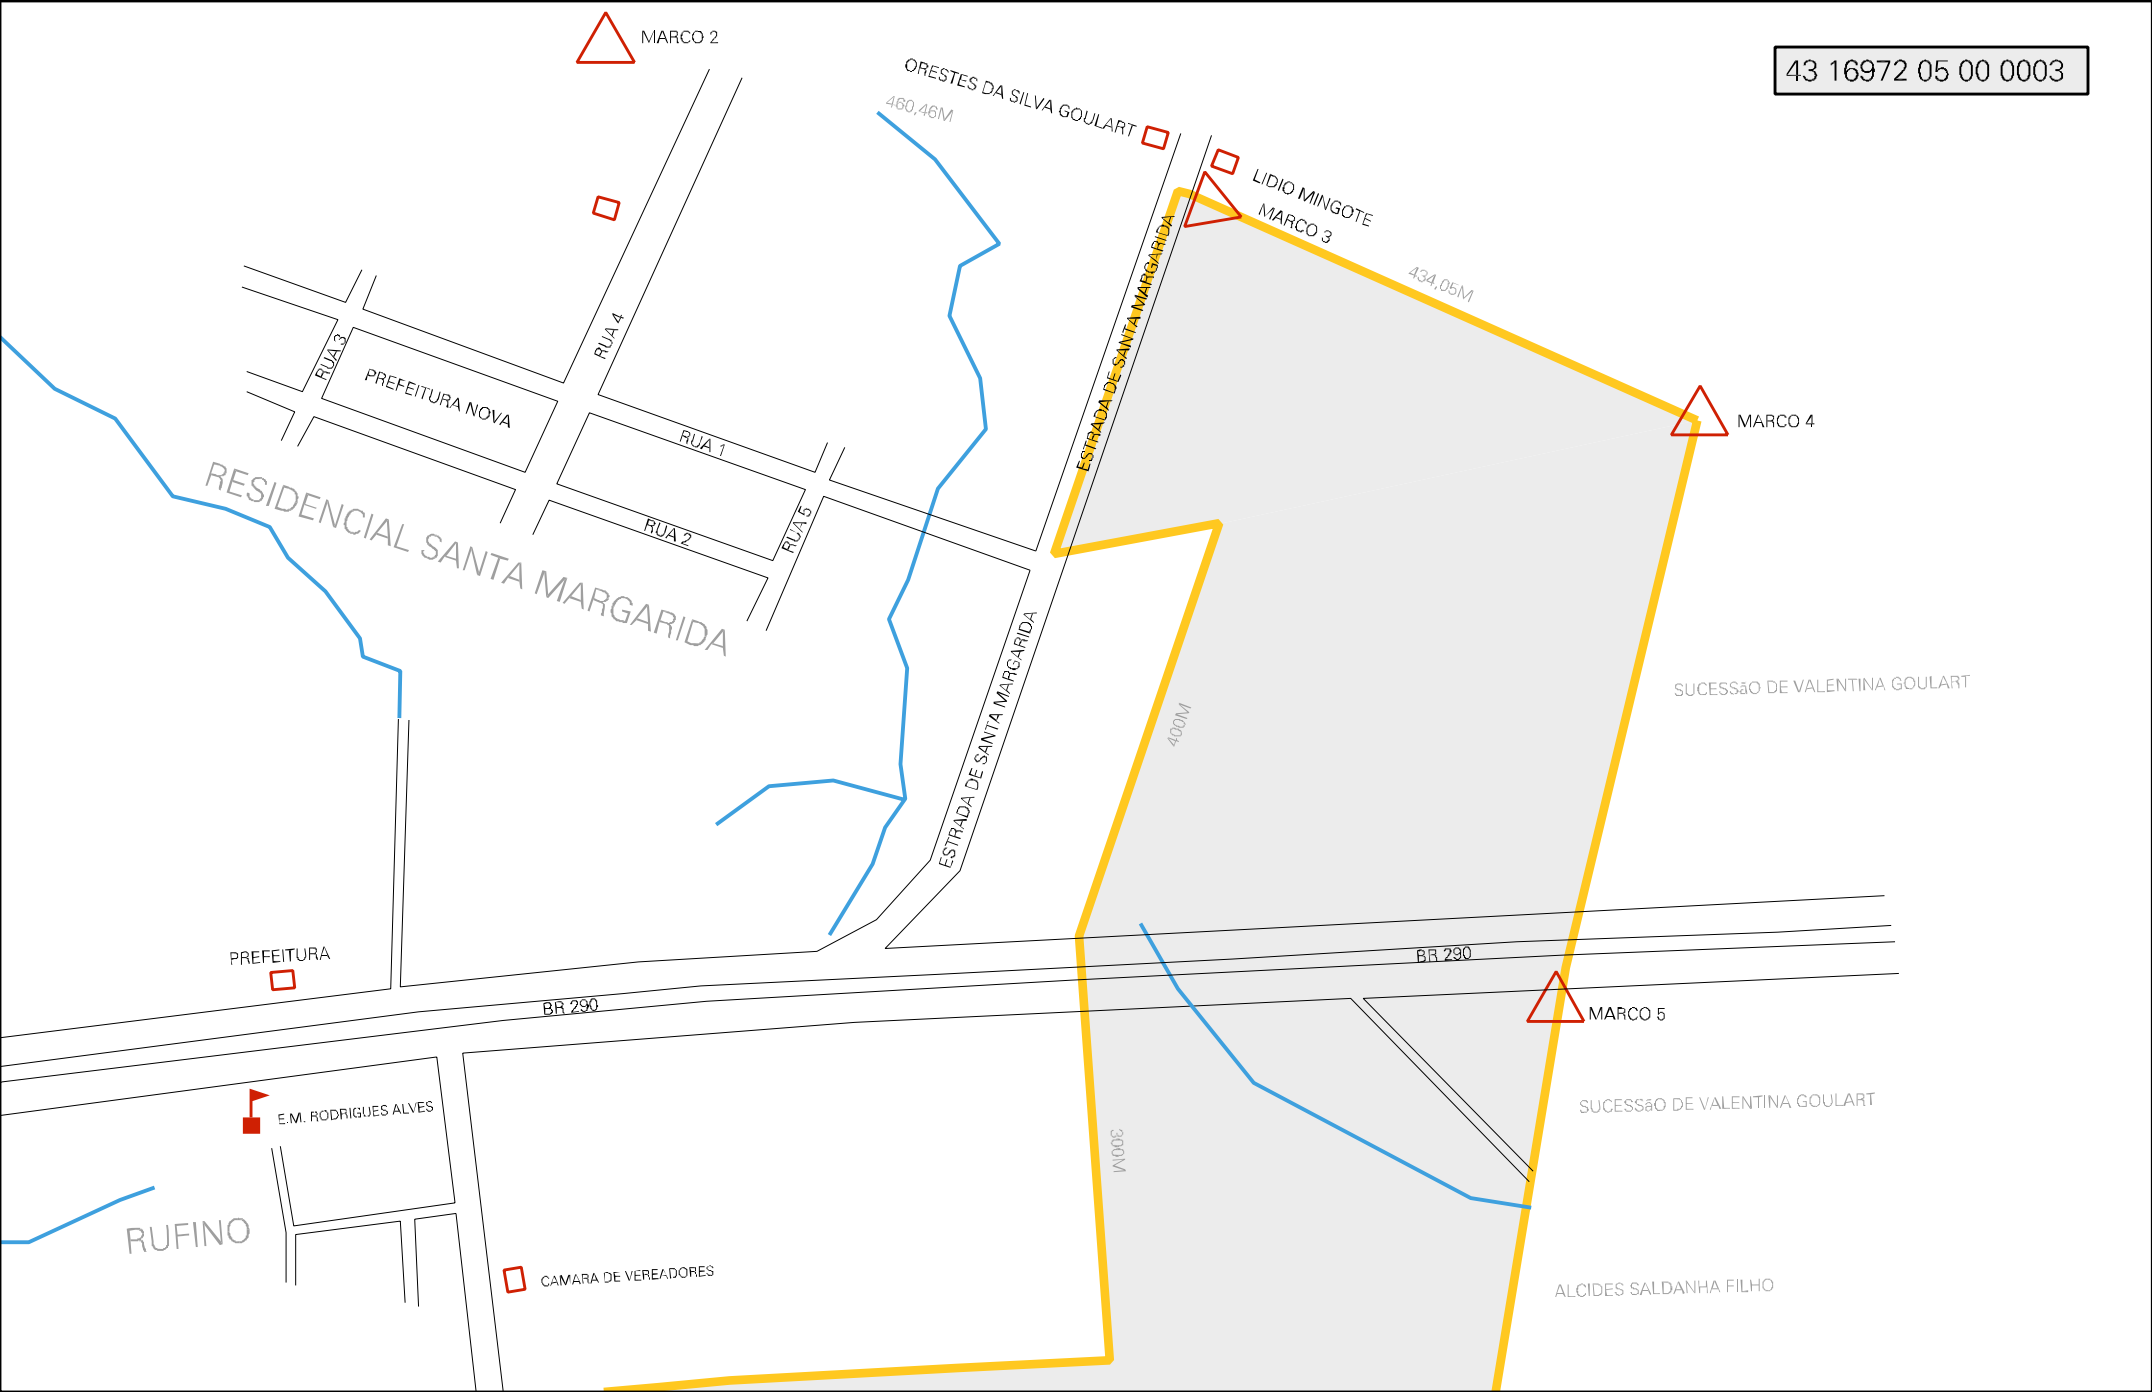 MARCO 2
ORESTES DA SILVA GOULART
460,46M
43 16972 05 00 0003
LIDIO MINGOTE
MARCO 3
434,05M
ESTRADA DE SANTA MARGARIDA
RUA 4
RUA 3
PREFEITURA NOVA
MARCO 4
RUA 1
RESIDENCIAL SANTA MARGARIDA
RUA 2
RUA 5
ESTRADA DE SANTA MARGARIDA
400M
SUCESSãO DE VALENTINA GOULART
PREFEITURA
BR 290
BR 290
MARCO 5
E.M. RODRIGUES ALVES
SUCESSãO DE VALENTINA GOULART
300M
RUFINO
CAMARA DE VEREADORES
ALCIDES SALDANHA FILHO